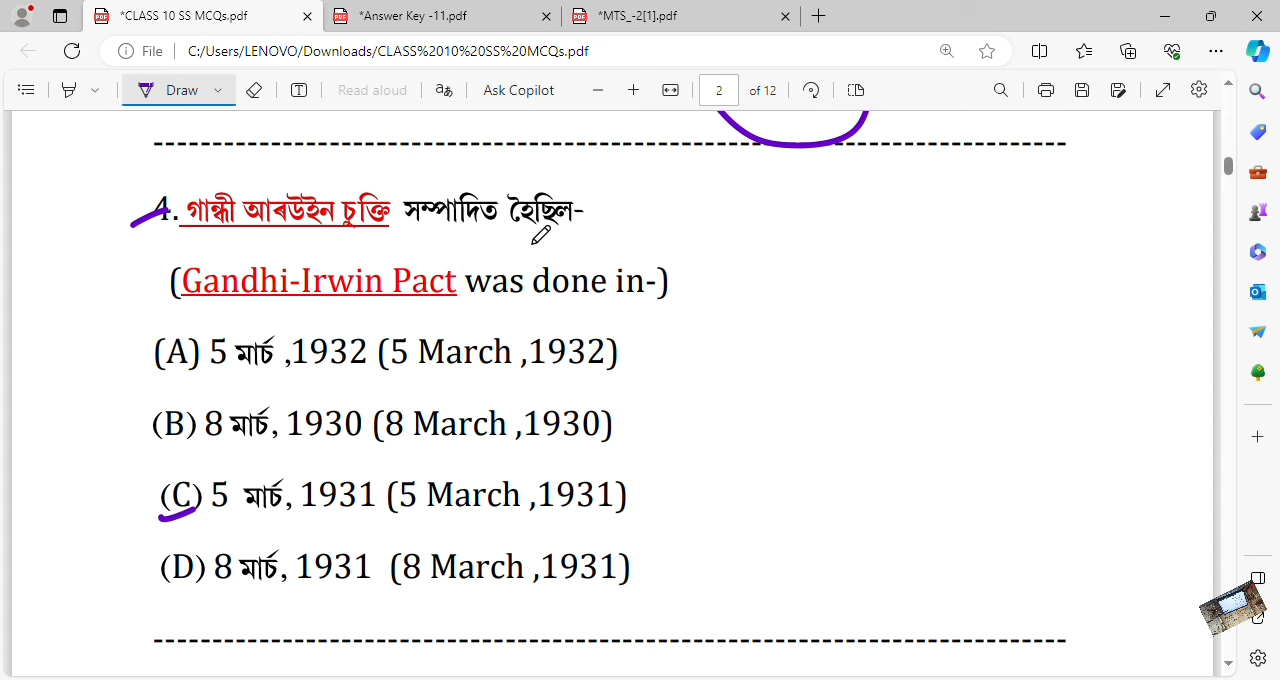 *CLASS 10 SS MCQs.pdf
*Answer Key -11.pdf
*MTS_-2[1].pdf
File
C:/Users/LENOVO/Downloads/CLASS%2010%20SS%20MCQs.pdf
Draw
Read aloud
Ask Copilot
2
of 12
4. গান্ধী আৰউইন চুক্তি সম্পাদিত হৈছিল-
(Gandhi-Irwin Pact was done in-)
(A) 5 মাৰ্চ ,1932 (5 March ,1932)
(B) 8 মাৰ্চ, 1930 (8 March ,1930)
(C) 5 মাৰ্চ, 1931 (5 March ,1931)
(D) 8 মাৰ্চ, 1931 (8 March ,1931)